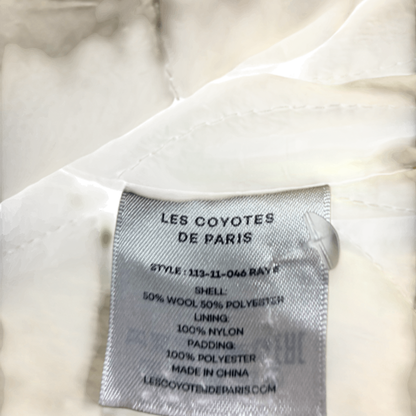 LES COYOTES
DE PARIS
STYLE: 113-11-046 RAY
SHELL:
50% WOOL 50% POLYESTER
LINING:
100% NYLON
PADDING:
100% POLYESTER
MADE IN CHINA
LESCOYOTESDEPARIS.COM